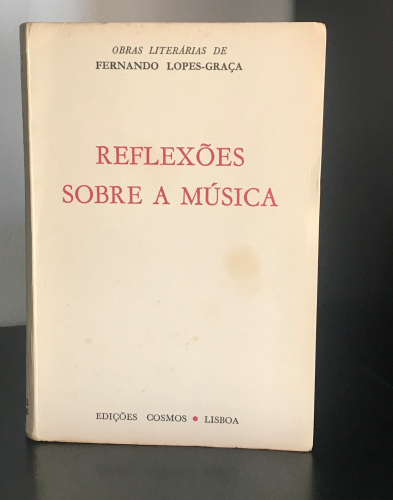 OBRAS LITERÁRIAS DE
FERNANDO LOPES-GRAÇA
REFLEXÕES
SOBRE A MÚSICA
EDIÇÕES COSMOS • LISBOA